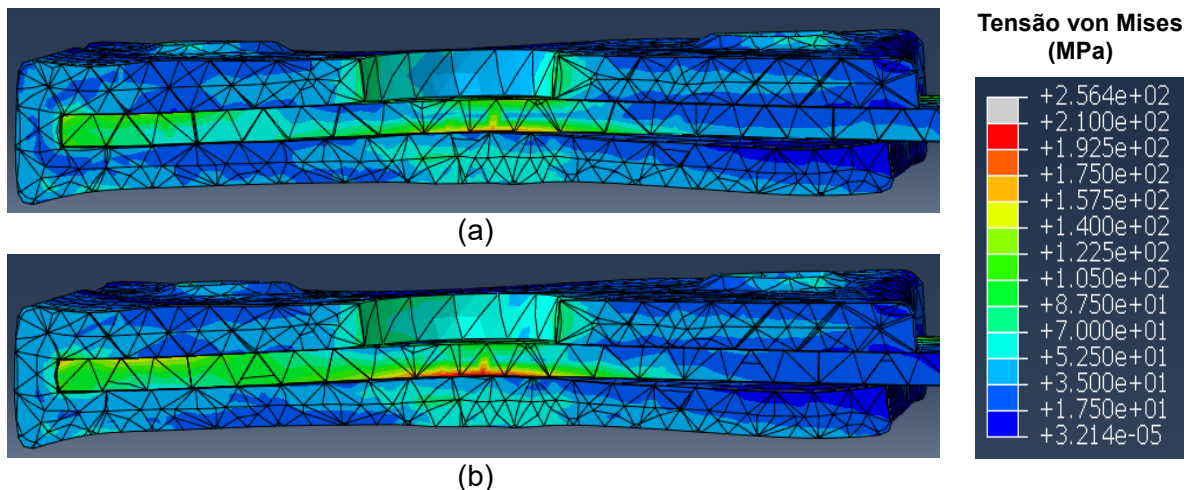 Tensão von Mises
(MPa)
+2.564e+02
+2.100e+02
+1.925e+02
+1.750e+02
+1.575e+02
+1.400e+02
+1.225e+02
+1.050e+02
+8.750e+01
+7.000e+01
+5.250e+01
+3.500e+01
+1.750e+01
+3.214e-05
(a)
(b)